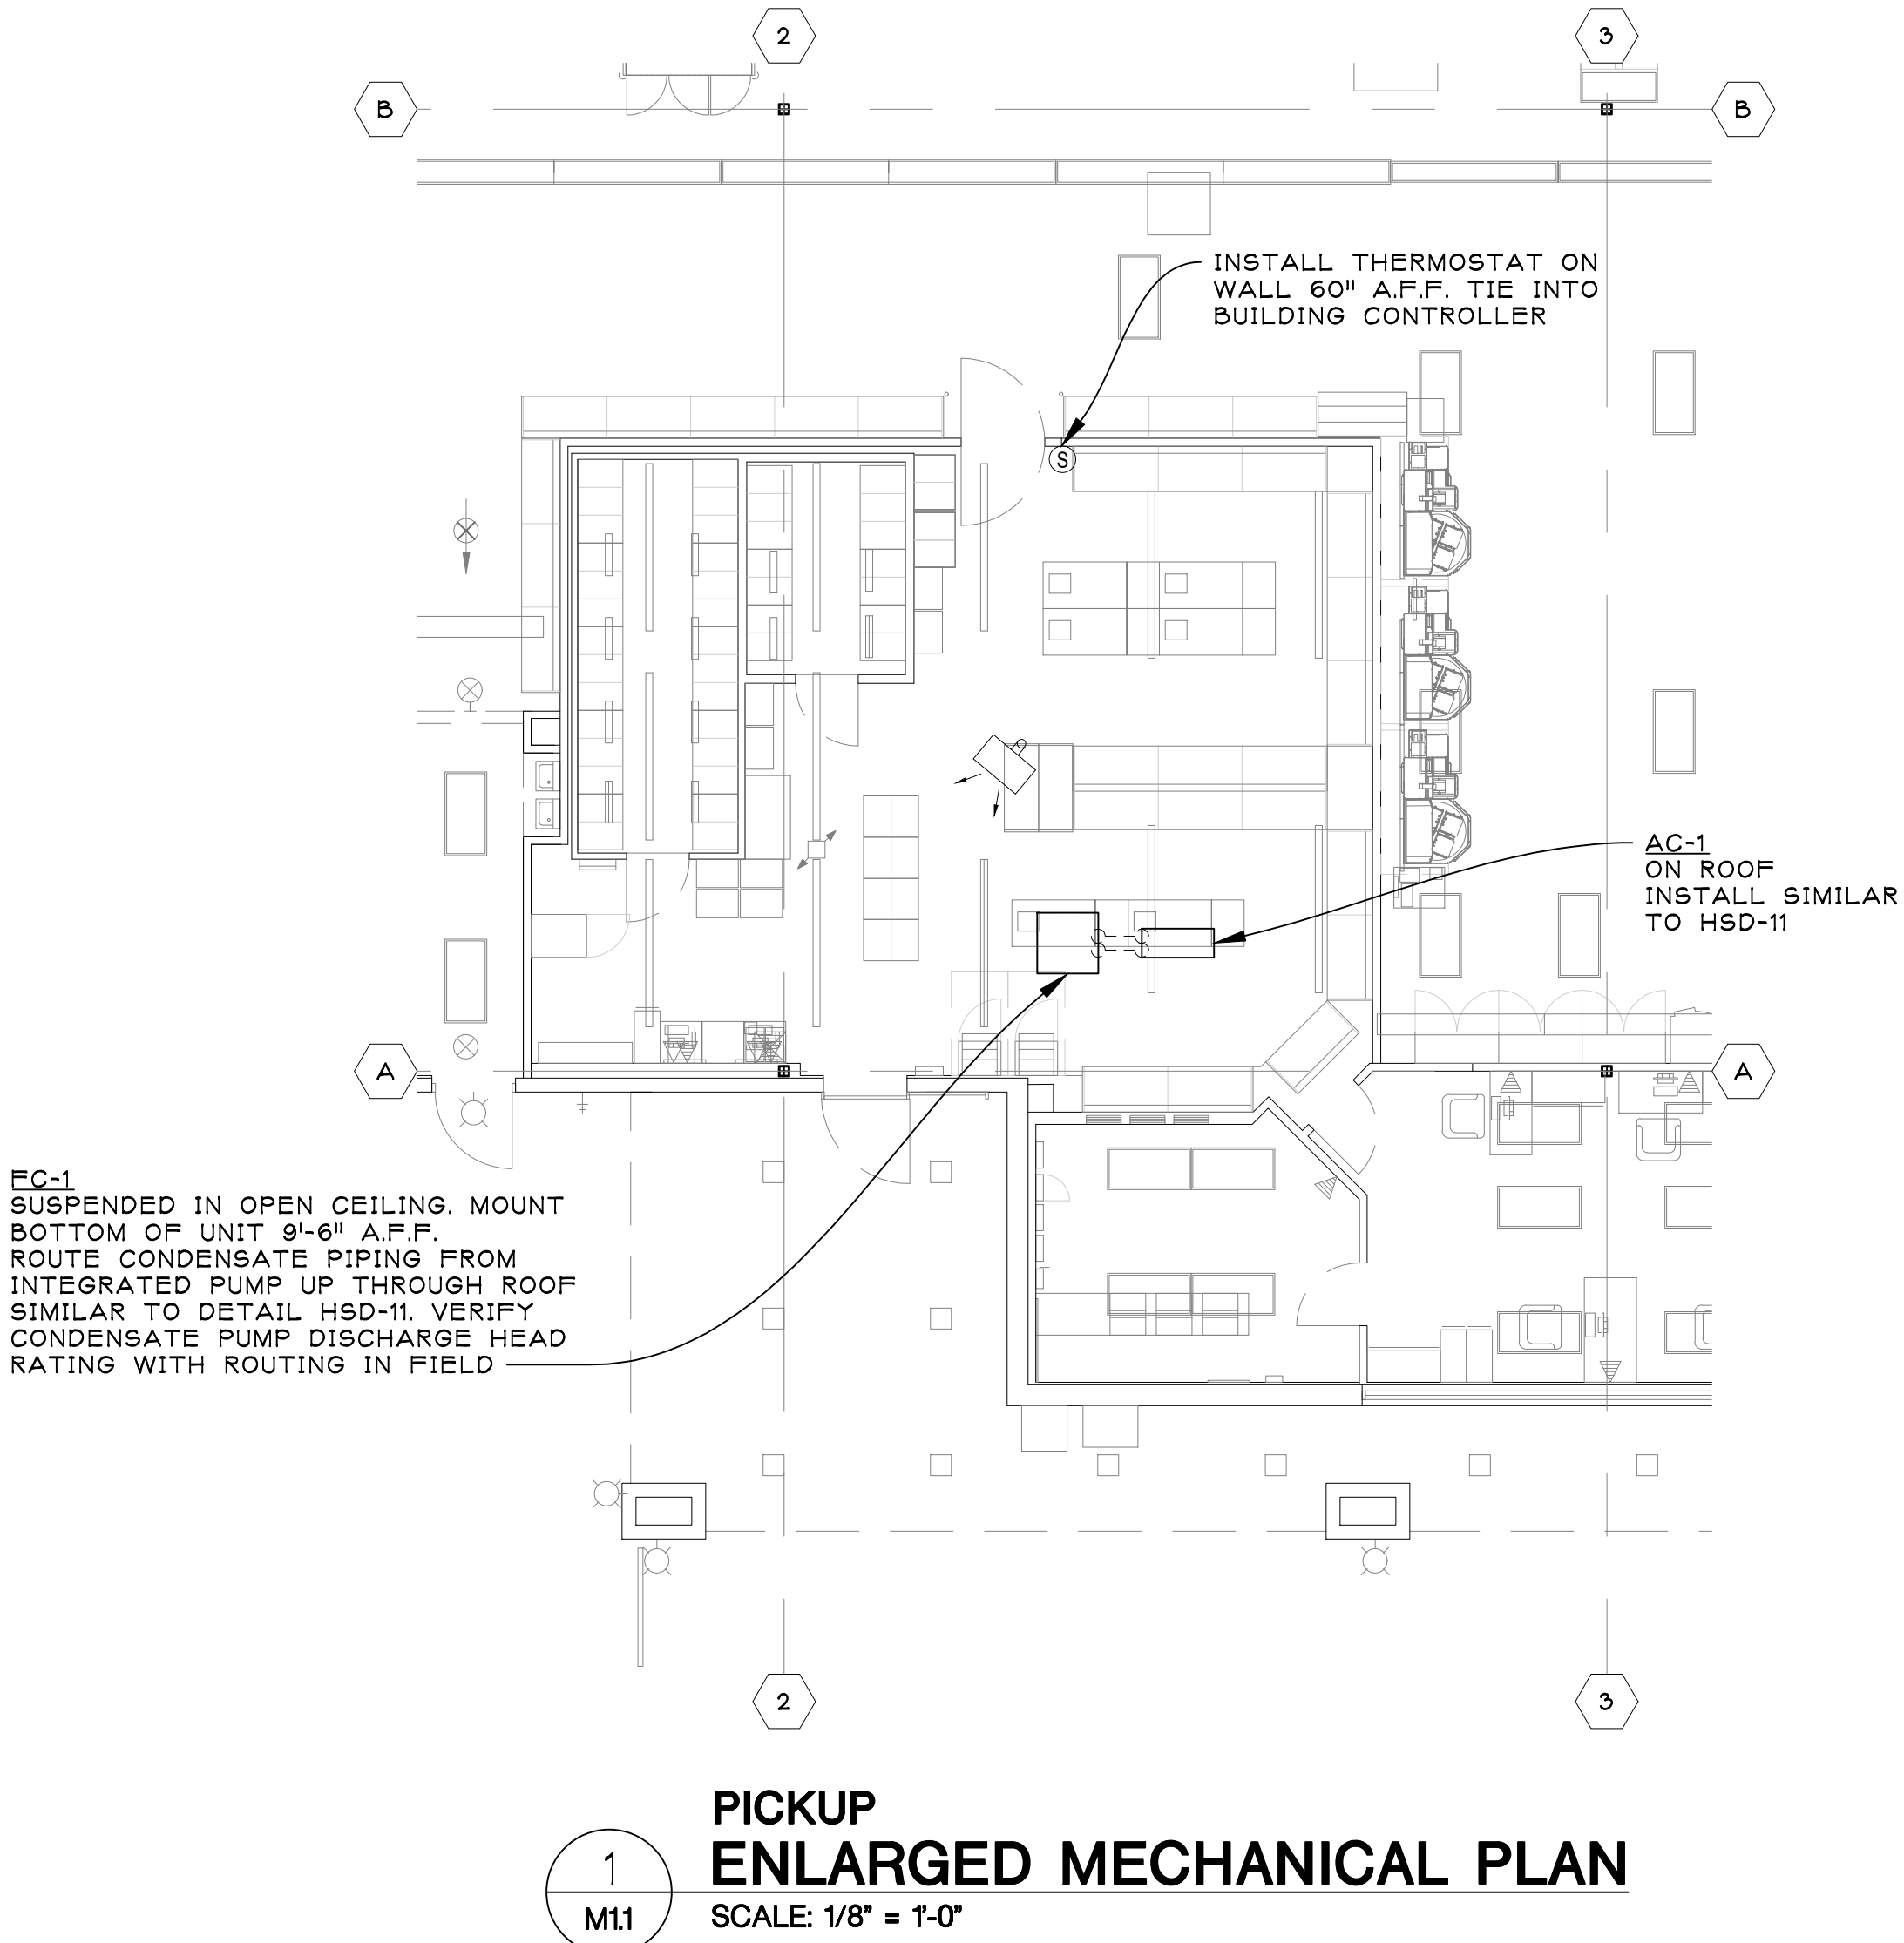 2
3
B
B
INSTALL THERMOSTAT ON
WALL 60" A.F.F. TIE INTO
BUILDING CONTROLLER
S
AC-1
ON ROOF
INSTALL SIMILAR
TO HSD-11
A
A
FC-1
SUSPENDED IN OPEN CEILING. MOUNT
BOTTOM OF UNIT 9'-6" A.F.F.
ROUTE CONDENSATE PIPING FROM
INTEGRATED PUMP UP THROUGH ROOF
SIMILAR TO DETAIL HSD-11. VERIFY
CONDENSATE PUMP DISCHARGE HEAD
RATING WITH ROUTING IN FIELD
2
3
PICKUP
1
ENLARGED MECHANICAL PLAN
M1.1
SCALE: 1/8" = 1'-0"